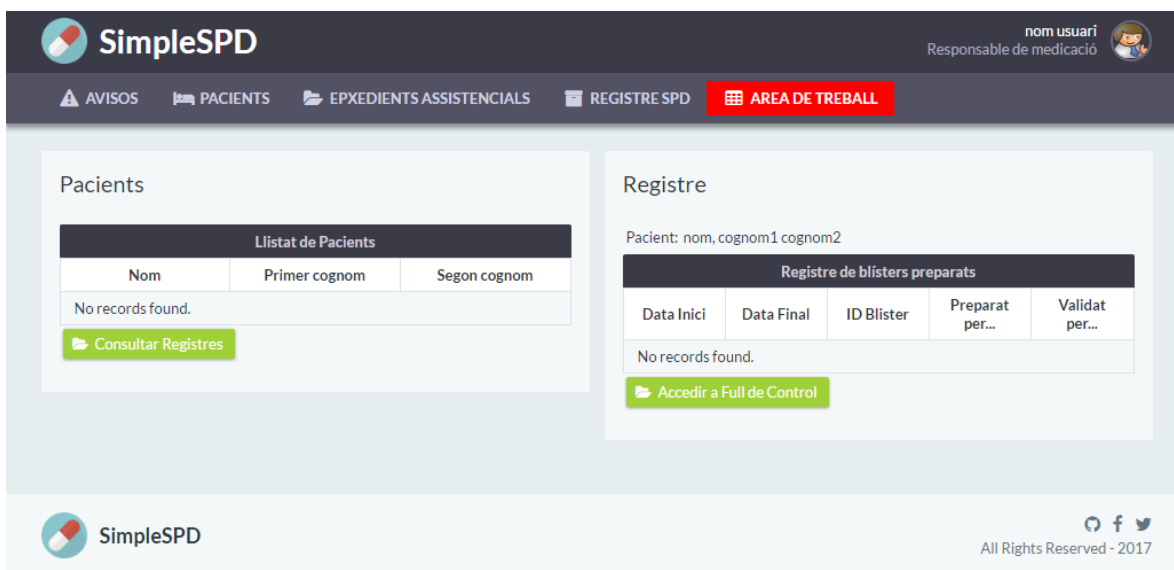 SimpleSPD
nom usuari
Responsable de medicació
AVISOS PACIENTS EPXEDIENTS ASSISTENCIALS REGISTRE SPD AREA DE TREBALL
Pacients
Llistat de Pacients
Nom Primer cognom Segon cognom
No records found.
Consultar Registres
Registre
Pacient: nom, cognom1 cognom2
Registre de blísters preparats
Data Inici Data Final ID Blister Preparat per... Validat per...
No records found.
Accedir a Full de Control
SimpleSPD
All Rights Reserved - 2017